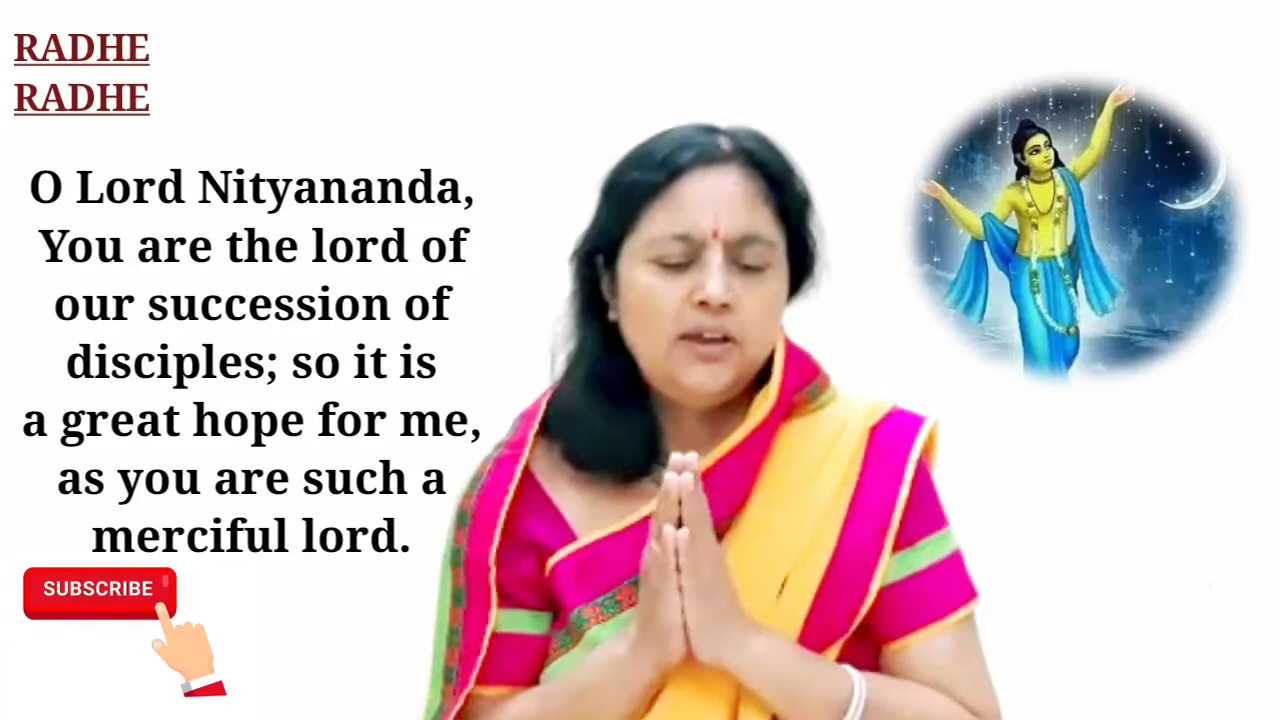 RADHE
RADHE
O Lord Nityananda,
You are the lord of
our succession of
disciples; so it is
a great hope for me,
as you are such a
merciful lord.
SUBSCRIBE